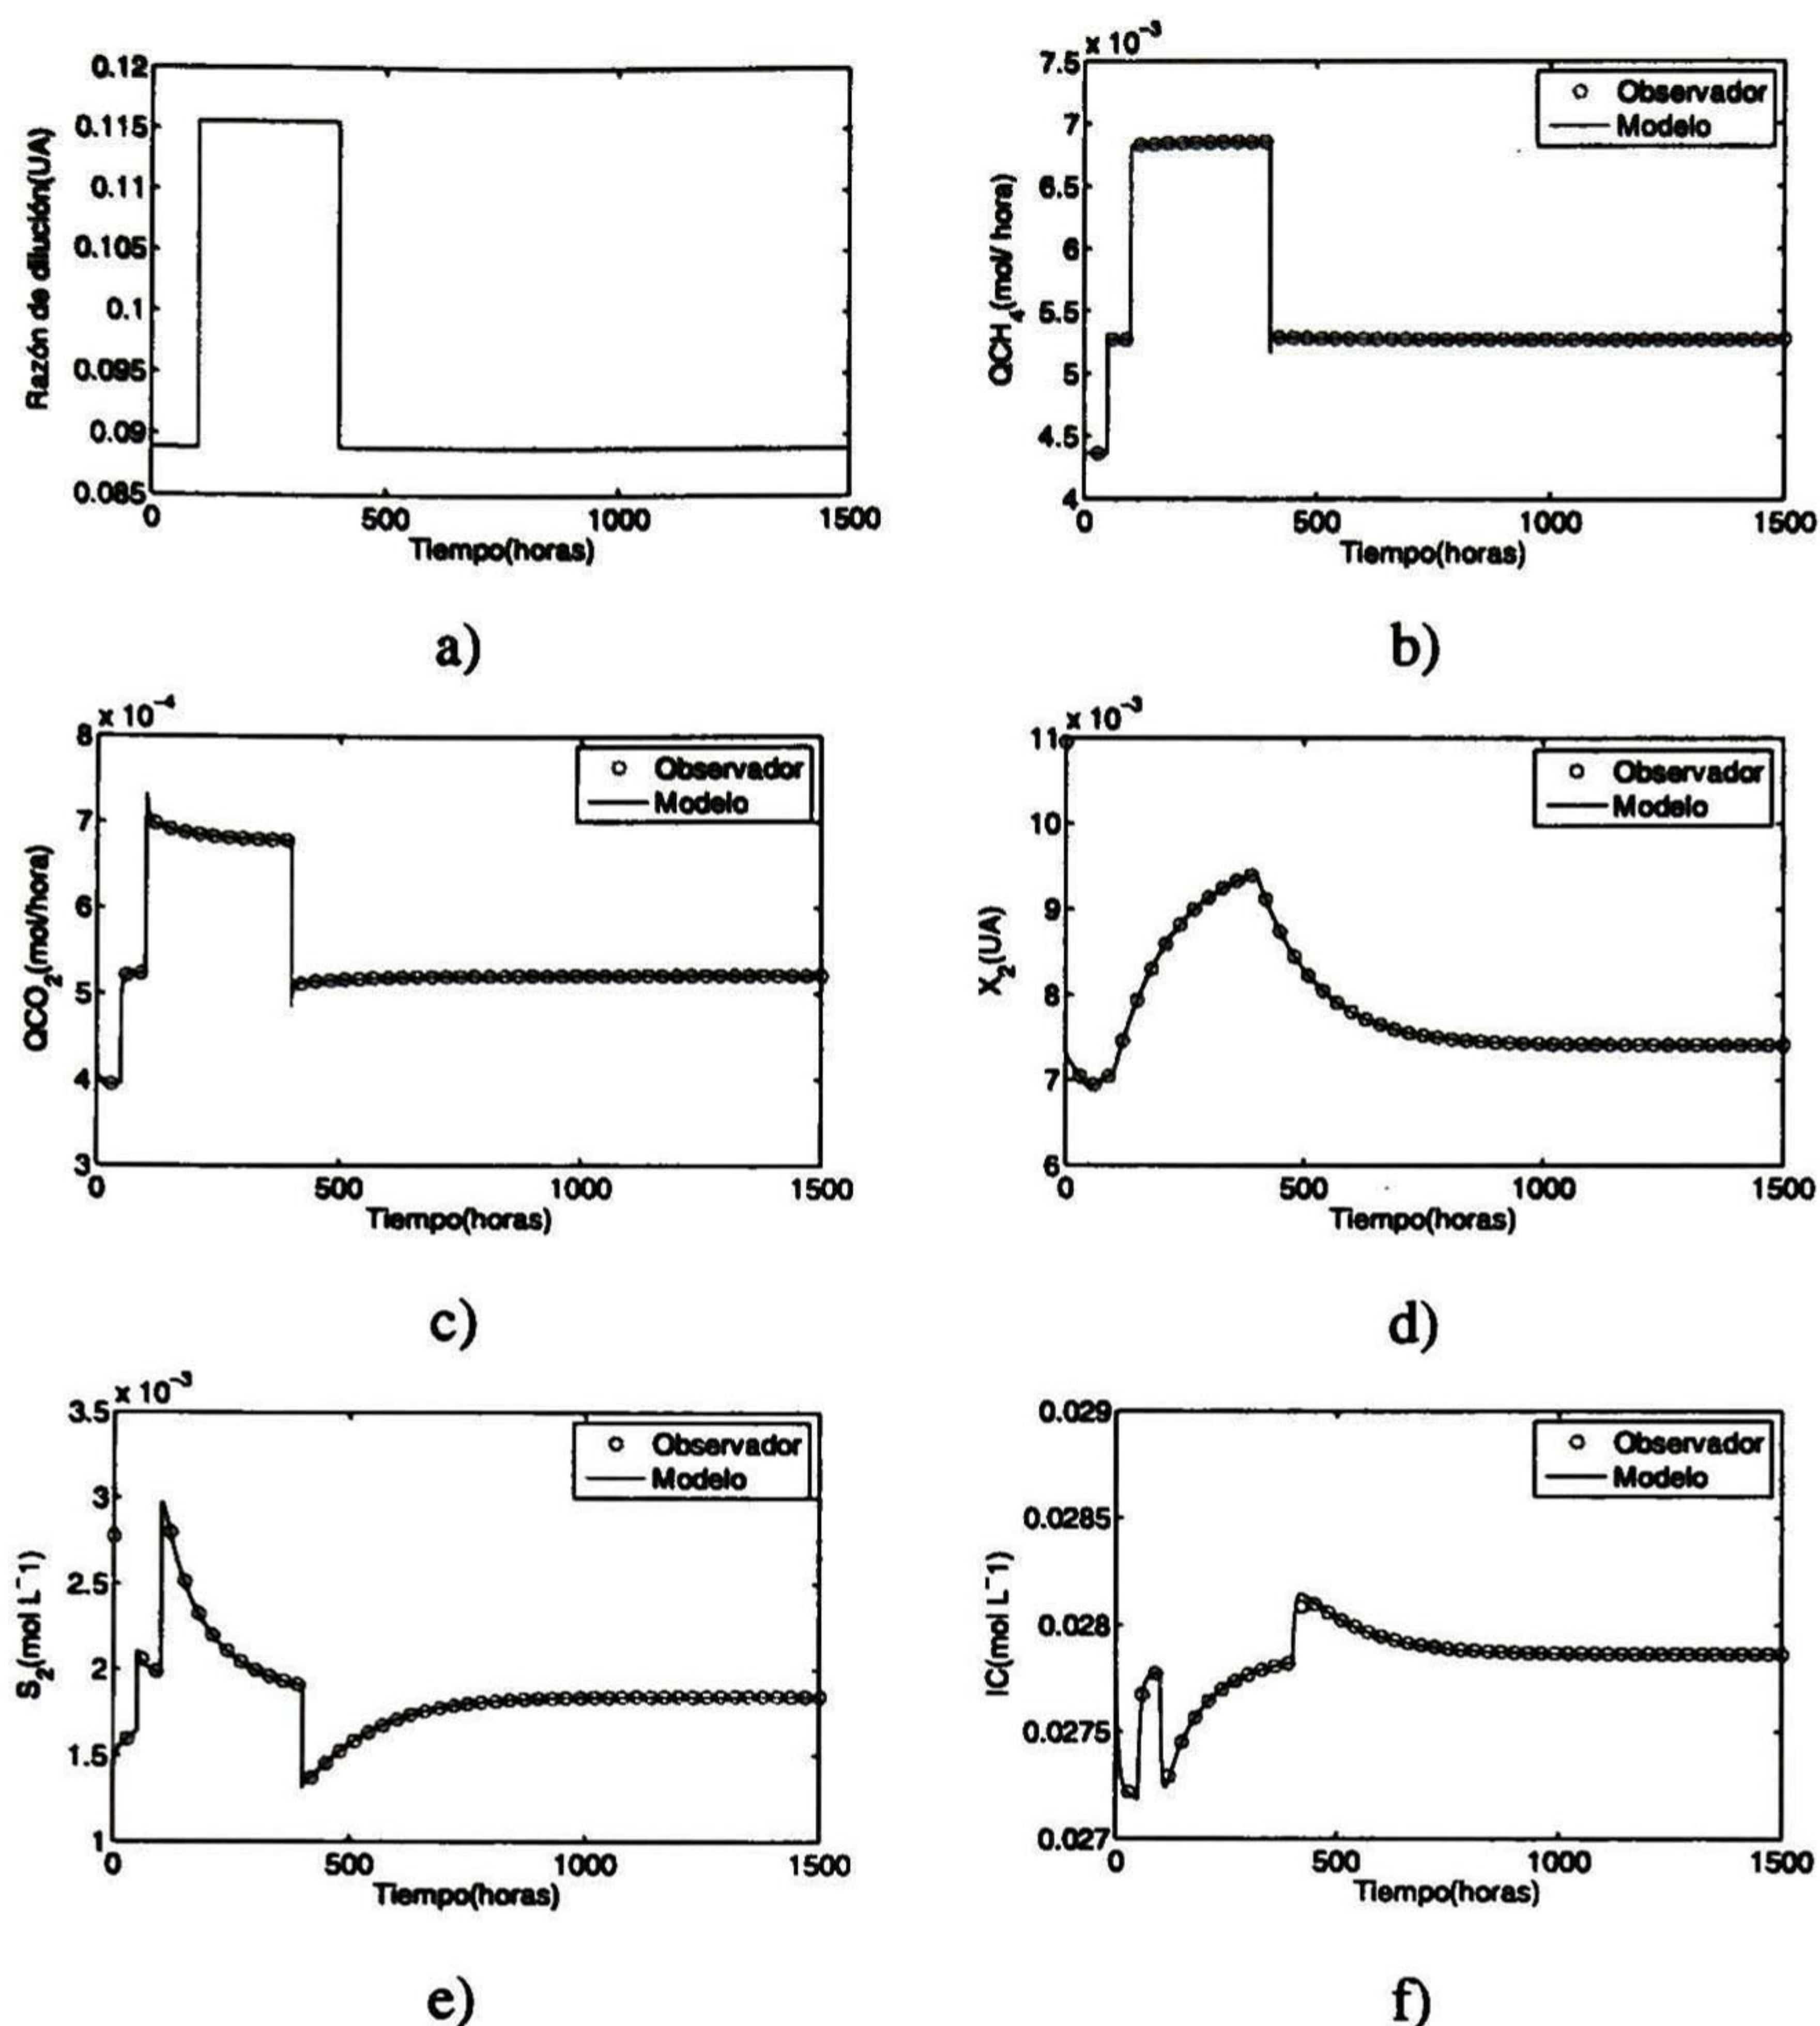 0.12
0.115
0.11
0.105
0.1
0.095
0.09
0.085
Razón de dilución(UA)
0 500 1000 1500
Tiempo(horas)
a)
x 10⁻³
7.5
7
6.5
6
5.5
5
4.5
4
QCH₄(mol/ hora)
Observador
Modelo
0 500 1000 1500
Tiempo(horas)
b)
x 10⁻⁴
8
7
6
5
4
3
QCO₂(mol/hora)
Observador
Modelo
0 500 1000 1500
Tiempo(horas)
c)
x 10⁻³
11
10
9
8
7
6
X₂(UA)
Observador
Modelo
0 500 1000 1500
Tiempo(horas)
d)
x 10⁻³
3.5
3
2.5
2
1.5
1
S₂(mol L⁻1)
Observador
Modelo
0 500 1000 1500
Tiempo(horas)
e)
0.029
0.0285
0.028
0.0275
0.027
IC(mol L⁻1)
Observador
Modelo
0 500 1000 1500
Tiempo(horas)
f)